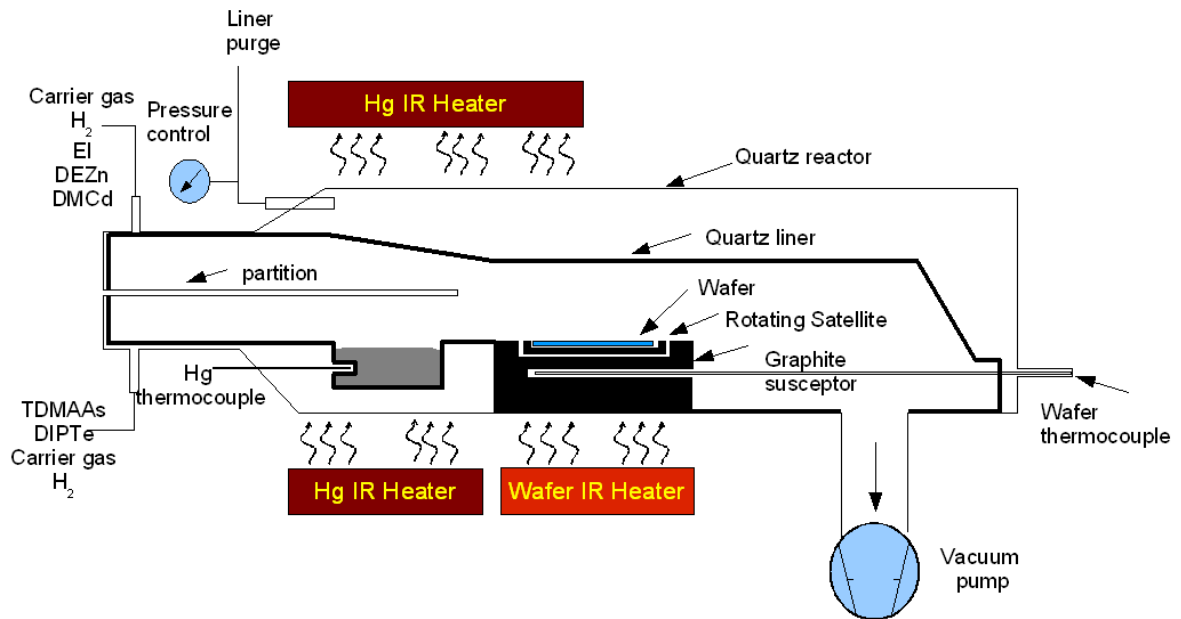 Liner
purge
Carrier gas
H₂
EI
DEZn
DMCd
Pressure
control
Hg IR Heater
Quartz reactor
Quartz liner
partition
Wafer
Rotating Satellite
Graphite
susceptor
Hg
thermocouple
TDMAAs
DIPTe
Carrier gas
H₂
Wafer
thermocouple
Hg IR Heater
Wafer IR Heater
Vacuum
pump